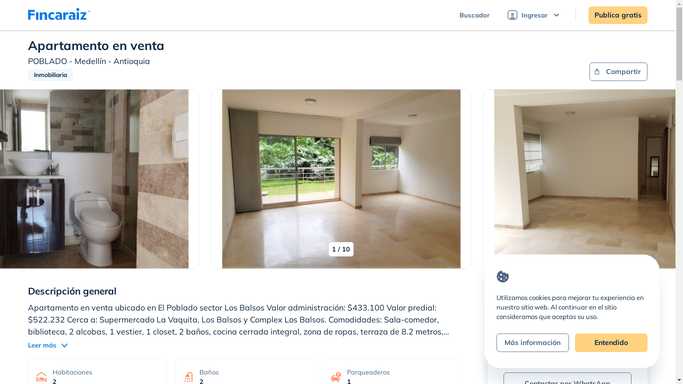 Fincaraiz
Buscador
Ingresar
Publica gratis
Apartamento en venta
POBLADO - Medellín - Antioquia
Inmobiliaria
Compartir
1 / 10
Descripción general
Apartamento en venta ubicado en El Poblado sector Los Balsos Valor administración: $433.100 Valor predial:
$522.232 Cerca a: Supermercado La Vaquita, Los Balsos y Complex Los Balsos. Comodidades: Sala-comedor,
biblioteca, 2 alcobas, 1 vestier, 1 closet, 2 baños, cocina cerrada integral, zona de ropas, terraza de 8.2 metros,...
Leer más
Habitaciones
2
Baños
2
Parqueaderos
1
Utilizamos cookies para mejorar tu experiencia en
nuestro sitio web. Al continuar en el sitio
consideramos que aceptas su uso.
Más información
Entendido
Contactar por WhatsApp